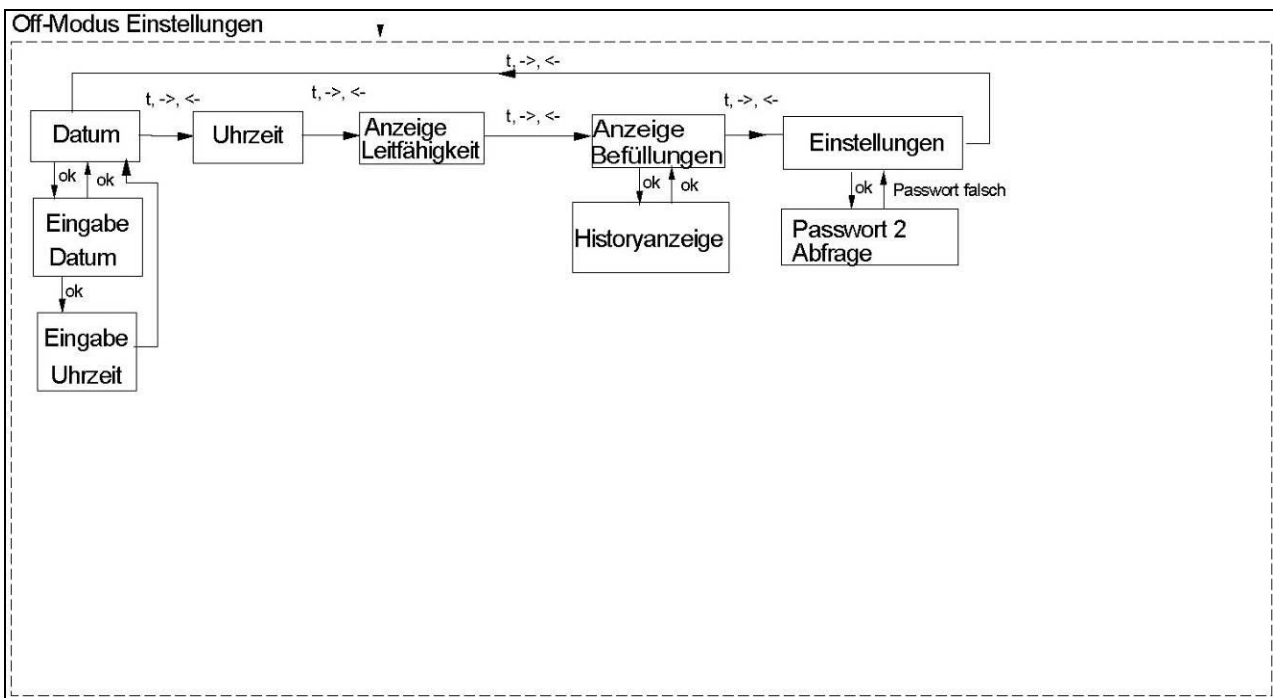 Off-Modus Einstellungen
t, ->, <-
t, ->, <-
t, ->, <-
t, ->, <-
t, ->, <-
Datum
Uhrzeit
Anzeige
Leitfähigkeit
Anzeige
Befüllungen
Einstellungen
ok
ok
ok
ok
ok
Passwort falsch
Eingabe
Datum
Historyanzeige
Passwort 2
Abfrage
ok
Eingabe
Uhrzeit